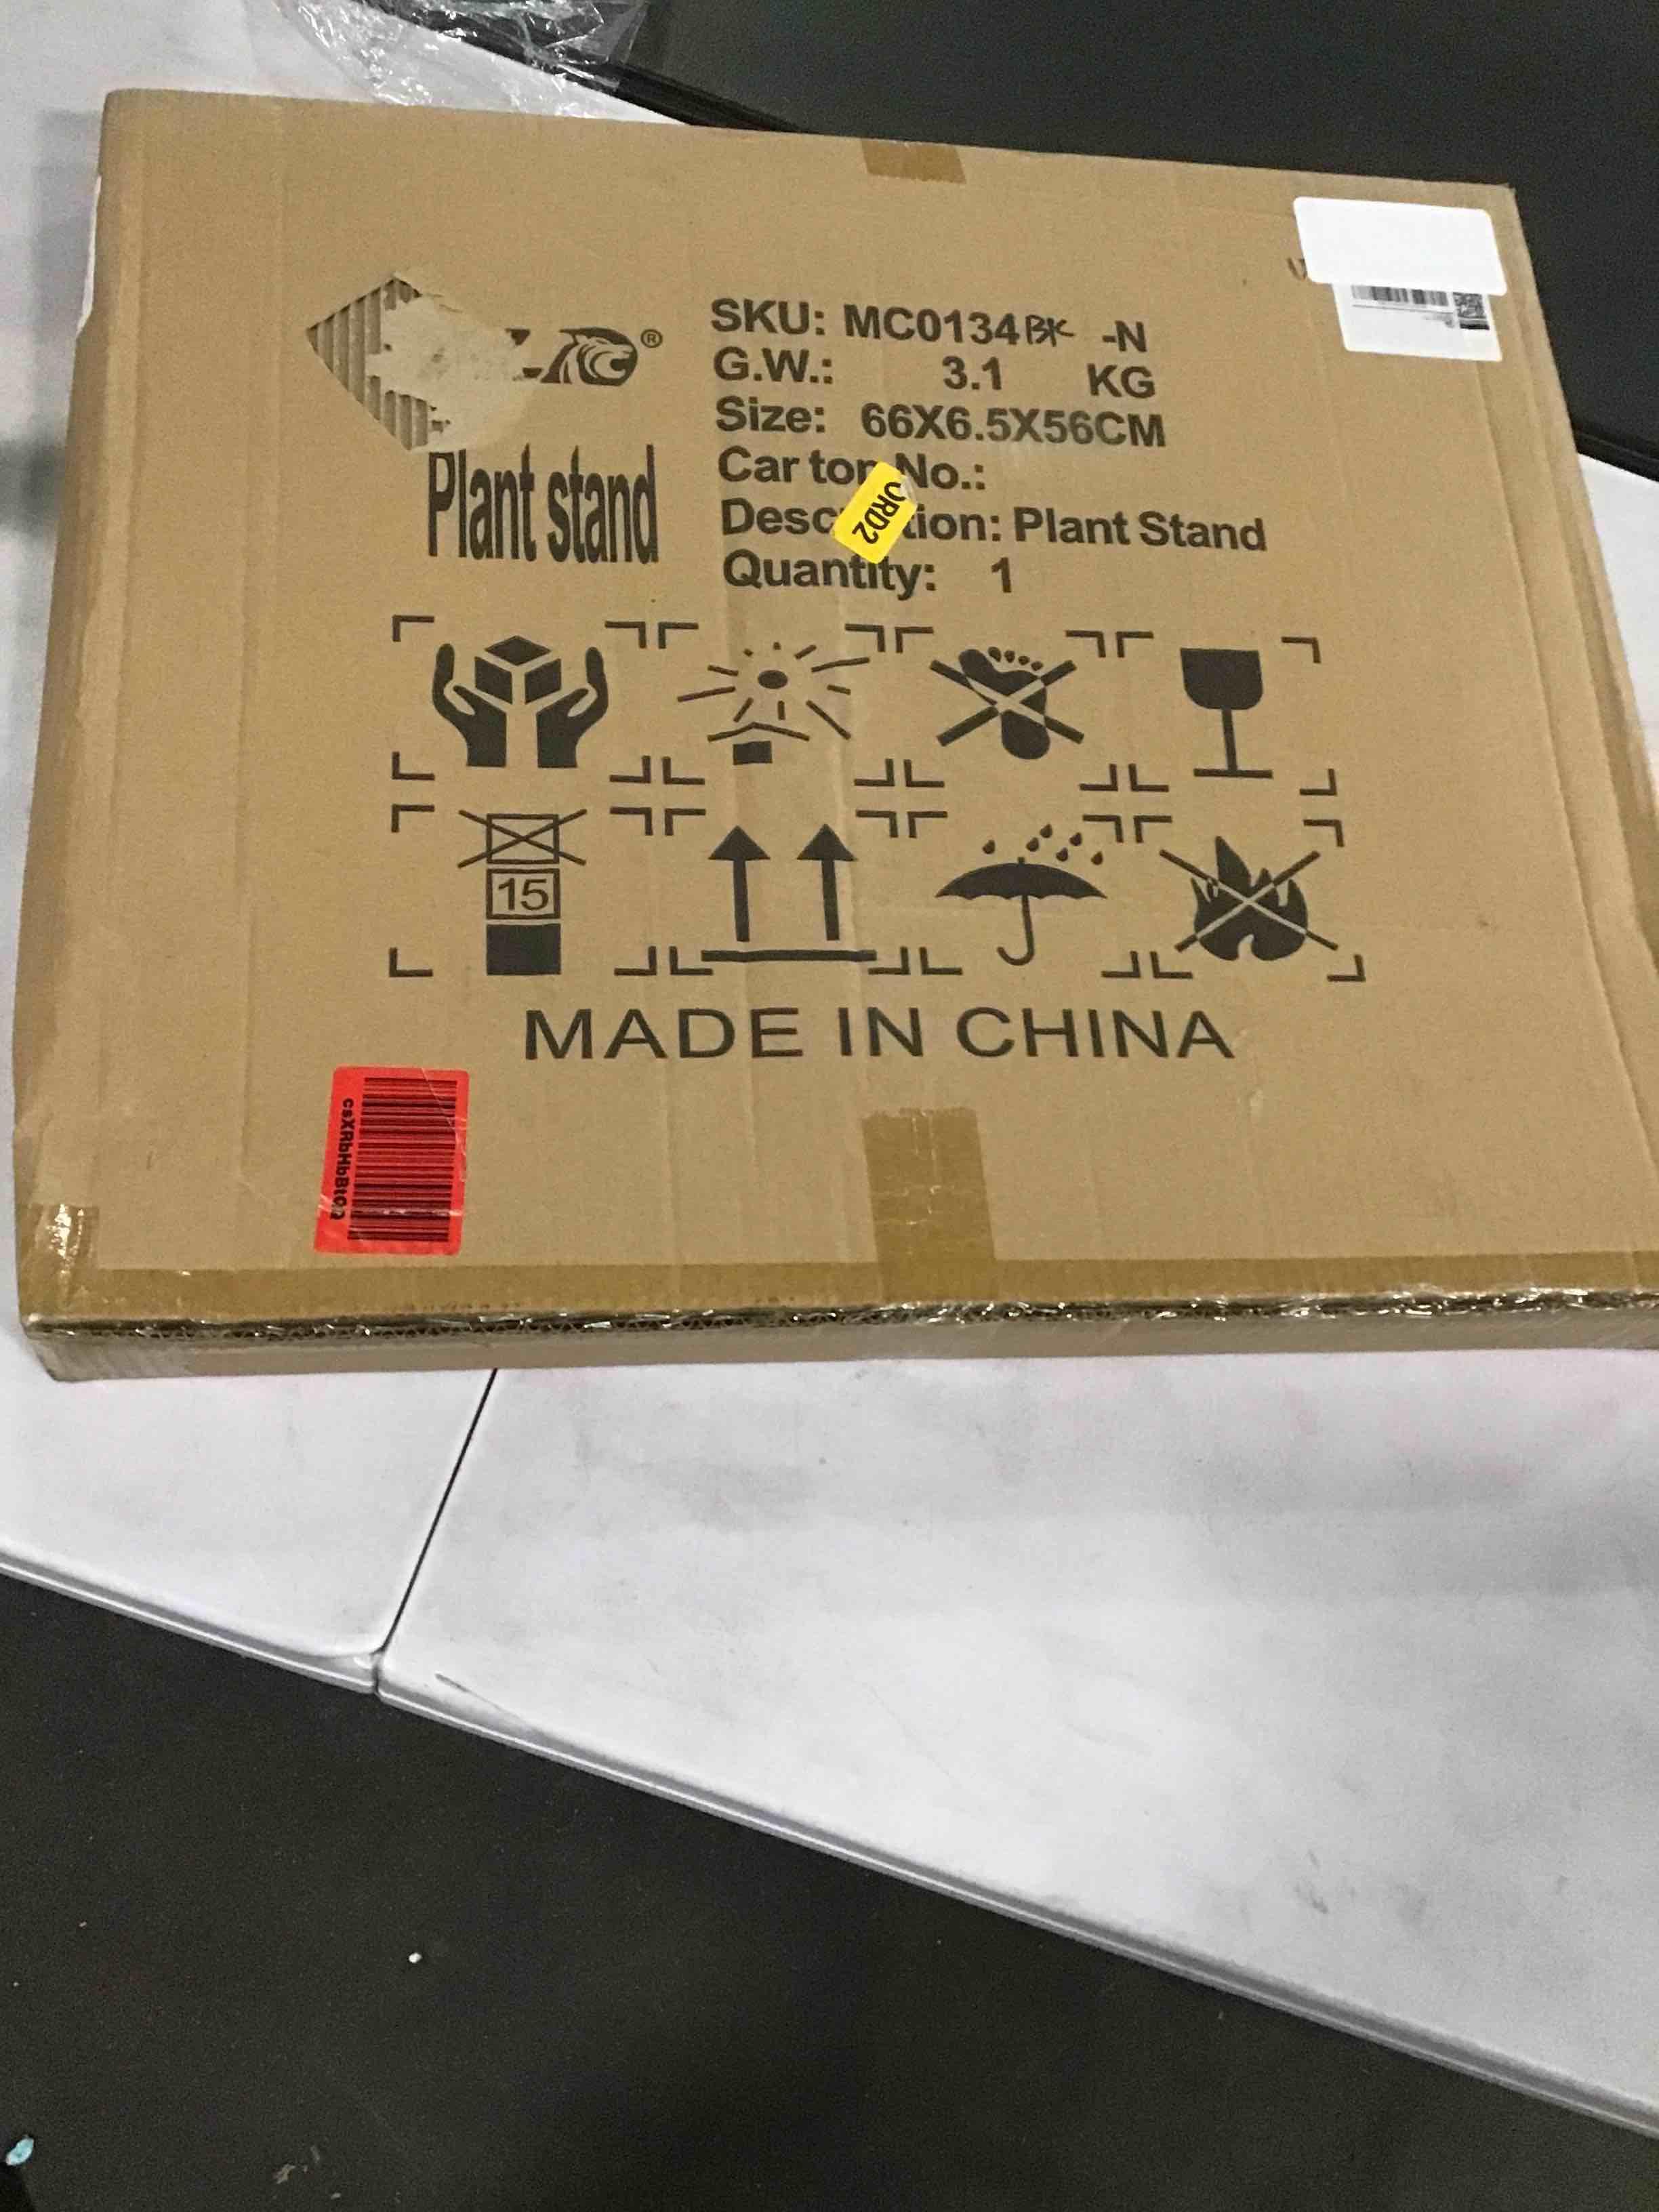 ®
Plant stand
SKU: MC0134BK -N
G.W.: 3.1 KG
Size: 66X6.5X56CM
Carton No.:
Description: Plant Stand
Quantity: 1
ORD2
15
MADE IN CHINA